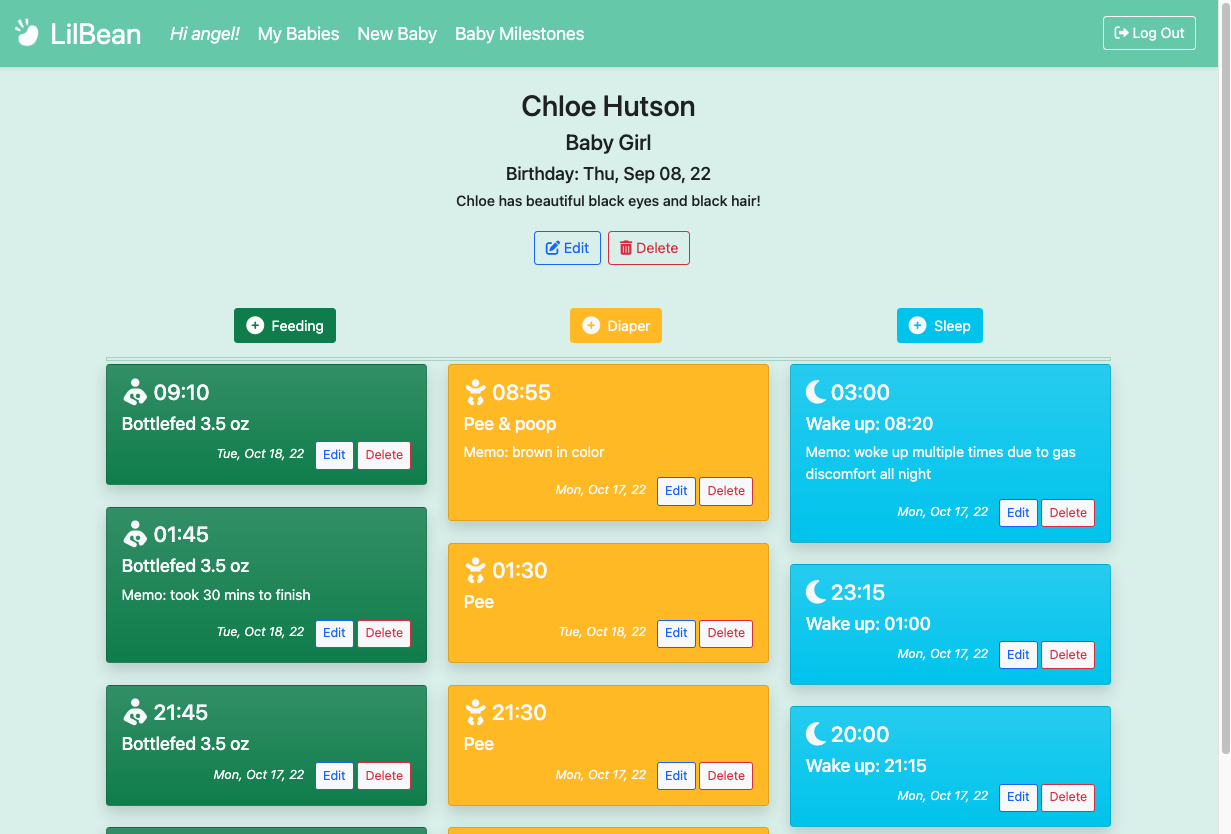 LilBean
Hi angel!
My Babies
New Baby
Baby Milestones
Log Out
Chloe Hutson
Baby Girl
Birthday: Thu, Sep 08, 22
Chloe has beautiful black eyes and black hair!
Edit
Delete
Feeding
Diaper
Sleep
09:10
Bottlefed 3.5 oz
Tue, Oct 18, 22
Edit
Delete
01:45
Bottlefed 3.5 oz
Memo: took 30 mins to finish
Tue, Oct 18, 22
Edit
Delete
21:45
Bottlefed 3.5 oz
Mon, Oct 17, 22
Edit
Delete
08:55
Pee & poop
Memo: brown in color
Mon, Oct 17, 22
Edit
Delete
01:30
Pee
Tue, Oct 18, 22
Edit
Delete
21:30
Pee
Mon, Oct 17, 22
Edit
Delete
03:00
Wake up: 08:20
Memo: woke up multiple times due to gas
discomfort all night
Mon, Oct 17, 22
Edit
Delete
23:15
Wake up: 01:00
Mon, Oct 17, 22
Edit
Delete
20:00
Wake up: 21:15
Mon, Oct 17, 22
Edit
Delete